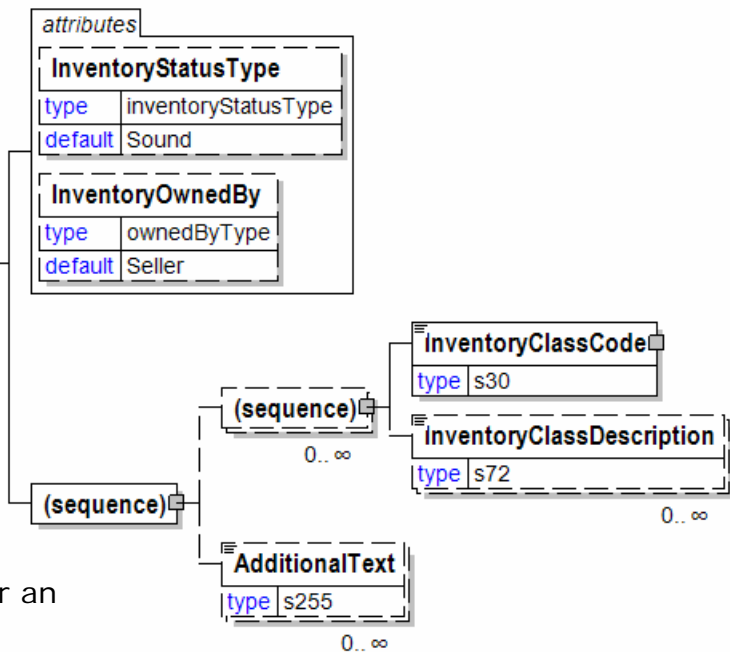 attributes
InventoryStatusType
type inventoryStatusType
default Sound
InventoryOwnedBy
type ownedByType
default Seller
InventoryClassCode
type s30
(sequence)
0.. ∞
InventoryClassDescription
type s72
0.. ∞
(sequence)
AdditionalText
type s255
0.. ∞
r an